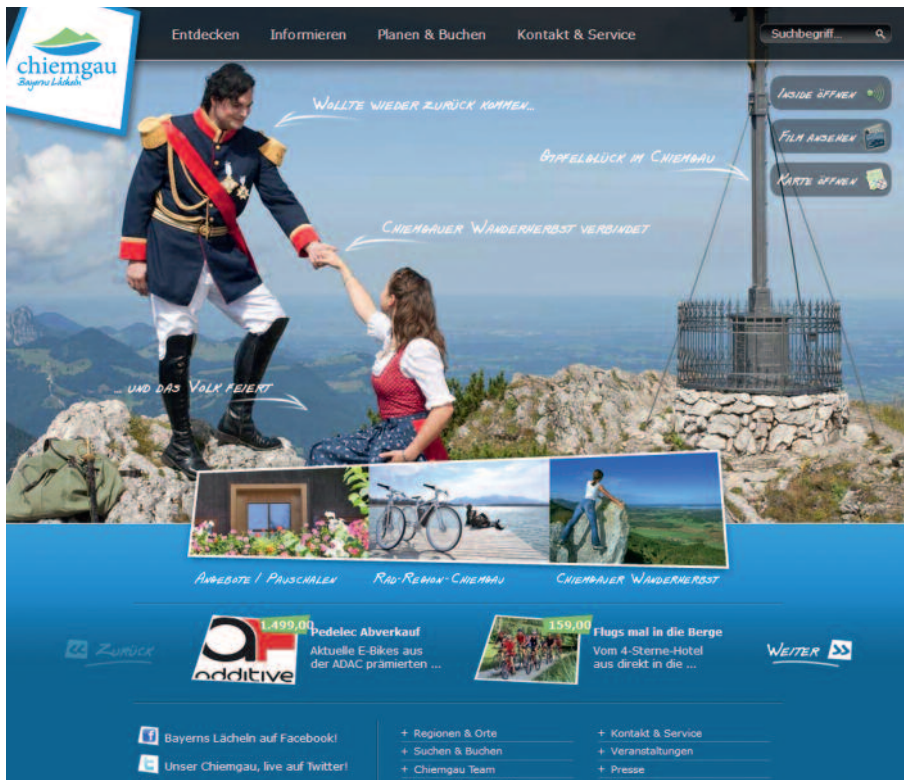 chiemgau
Bayerns Lächeln
Entdecken
Informieren
Planen & Buchen
Kontakt & Service
Suchbegriff...
INSIDE ÖFFNEN
FILM ANSEHEN
KARTE ÖFFNEN
WOLLTE WIEDER ZURÜCK KOMMEN...
GIPFELGLÜCK IM CHIEMGAU
CHIEMGAUER WANDERHERBST VERBINDET
... UND DAS VOLK FEIERT
ANGEBOTE / PAUSCHALEN
RAD-REGION-CHIEMGAU
CHIEMGAUER WANDERHERBST
ZURÜCK
additive
1.499,00
Pedelec Abverkauf
Aktuelle E-Bikes aus
der ADAC prämierten ...
159,00
Flugs mal in die Berge
Vom 4-Sterne-Hotel
aus direkt in die ...
WEITER
Bayerns Lächeln auf Facebook!
Unser Chiemgau, live auf Twitter!
+ Regionen & Orte
+ Suchen & Buchen
+ Chiemgau Team
+ Kontakt & Service
+ Veranstaltungen
+ Presse